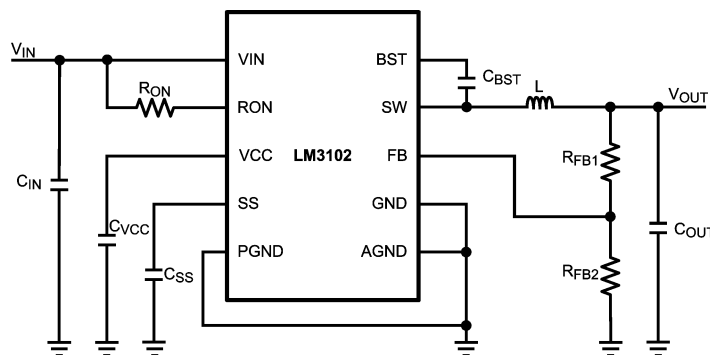 VIN
VIN
BST
CBST
L
VOUT
RON
RON
SW
VCC
LM3102
FB
RFB1
CIN
SS
GND
CVCC
COUT
PGND
AGND
CSS
RFB2